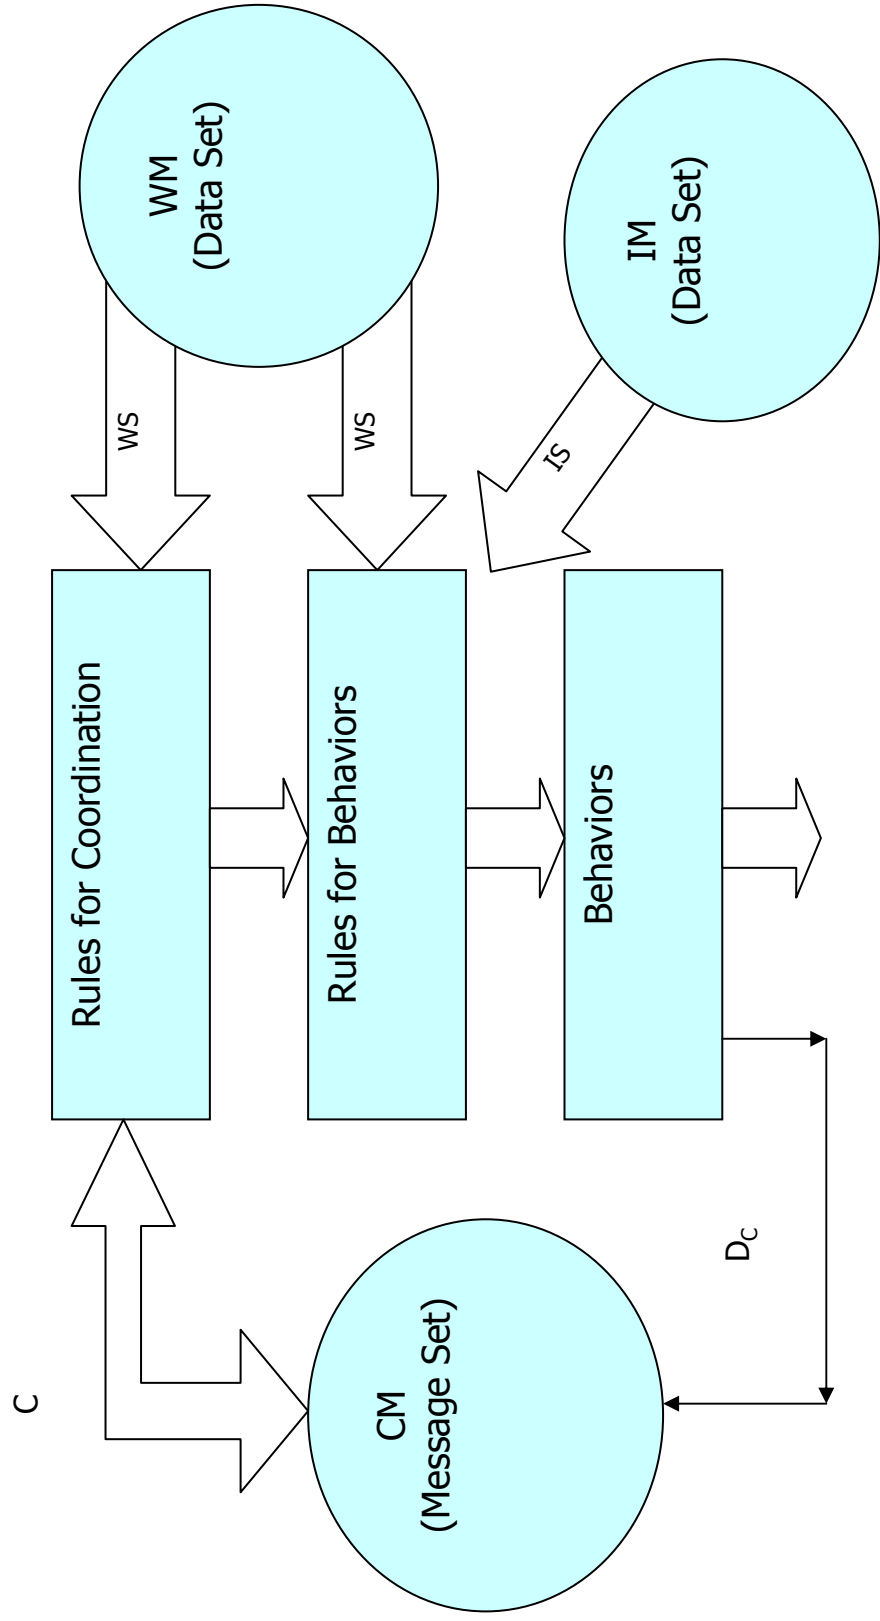 C
Rules for Coordination
WS
WM
(Data Set)
CM
(Message Set)
Rules for Behaviors
WS
IS
IM
(Data Set)
Behaviors
D_C